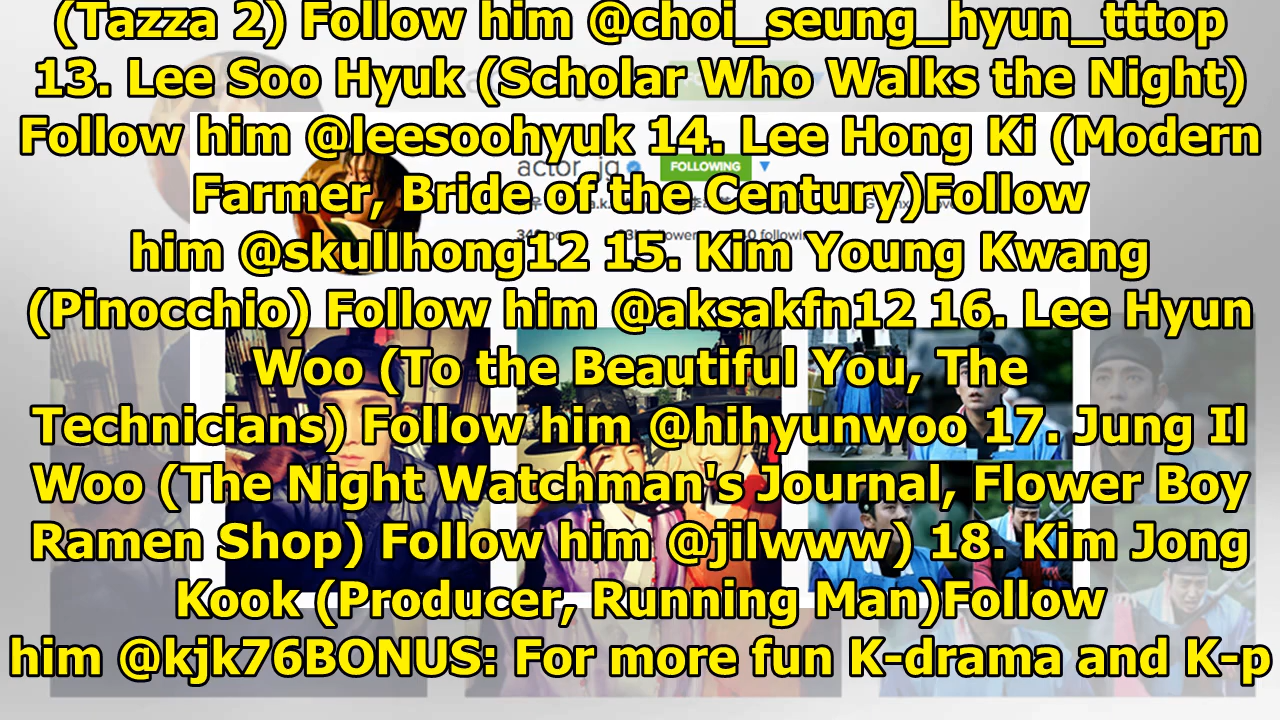 (Tazza 2) Follow him @choi_seung_hyun_tttop
13. Lee Soo Hyuk (Scholar Who Walks the Night)
Follow him @leesoohyuk 14. Lee Hong Ki (Modern
Farmer, Bride of the Century)Follow
him @skullhong12 15. Kim Young Kwang
(Pinocchio) Follow him @aksakfn12 16. Lee Hyun
Woo (To the Beautiful You, The
Technicians) Follow him @hihyunwoo 17. Jung Il
Woo (The Night Watchman's Journal, Flower Boy
Ramen Shop) Follow him @jilwww) 18. Kim Jong
Kook (Producer, Running Man)Follow
him @kjk76BONUS: For more fun K-drama and K-p
actor_jg FOLLOWING